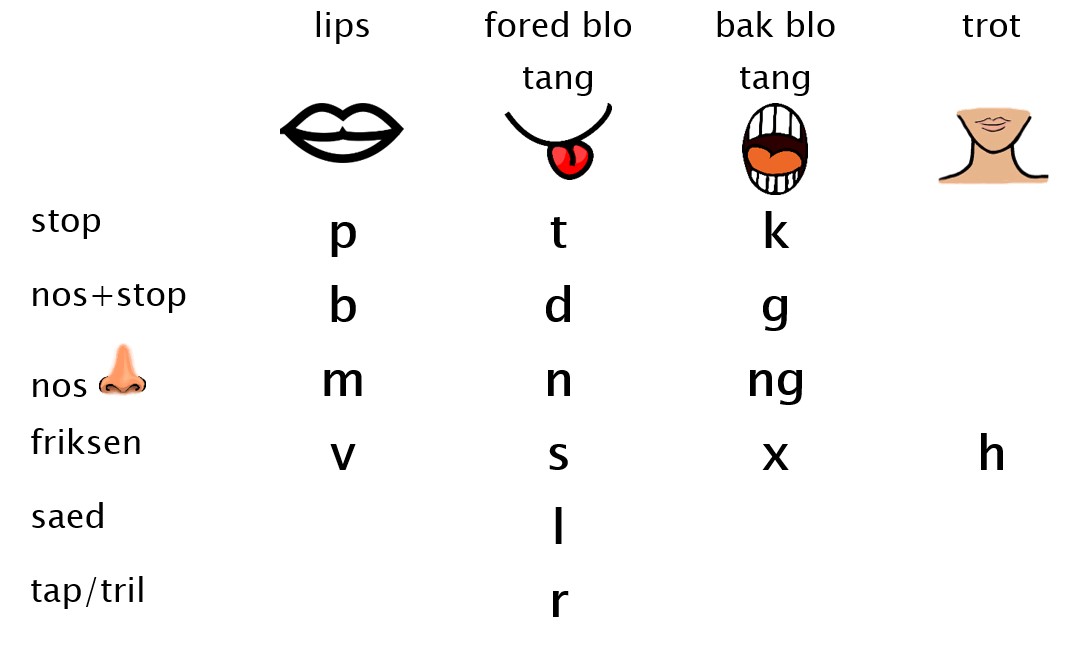 lips fored blo bak blo trot
tang tang
stop p t k
nos+stop b d g
nos m n ng
friksen v s x h
saed l
tap/tril r